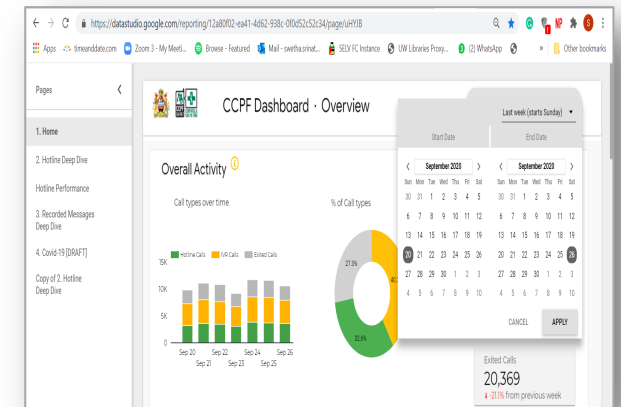 https://datastudio.google.com/reporting/12a80f02-ea41-4d62-938c-0f0d52c52c34/page/uHYJB
Apps
timeanddate.com
Zoom 3 - My Meeti...
Browse - Featured
Mail - swetha.srinat...
SELV FC Instance
UW Libraries Proxy...
(2) WhatsApp
»
Other bookmarks
Pages
1. Home
2. Hotline Deep Dive
Hotline Performance
3. Recorded Messages
Deep Dive
4. Covid-19 [DRAFT]
Copy of 2. Hotline
Deep Dive
CCPF Dashboard · Overview
Overall Activity
Call types over time
Hotline Calls IVR Calls Exited Calls
15K
10K
5K
0
Sep 20 Sep 22 Sep 24 Sep 26
Sep 21 Sep 23 Sep 25
% of Call types
27.3%
32.6%
Last week (starts Sunday)
Start Date
September 2020
Sun Mon Tue Wed Thu Fri Sat
30 31 1 2 3 4 5
6 7 8 9 10 11 12
13 14 15 16 17 18 19
20 21 22 23 24 25 26
27 28 29 30 1 2 3
4 5 6 7 8 9 10
End Date
September 2020
Sun Mon Tue Wed Thu Fri Sat
30 31 1 2 3 4 5
6 7 8 9 10 11 12
13 14 15 16 17 18 19
20 21 22 23 24 25 26
27 28 29 30 1 2 3
4 5 6 7 8 9 10
CANCEL APPLY
Exited Calls
20,369
-21.1% from previous week